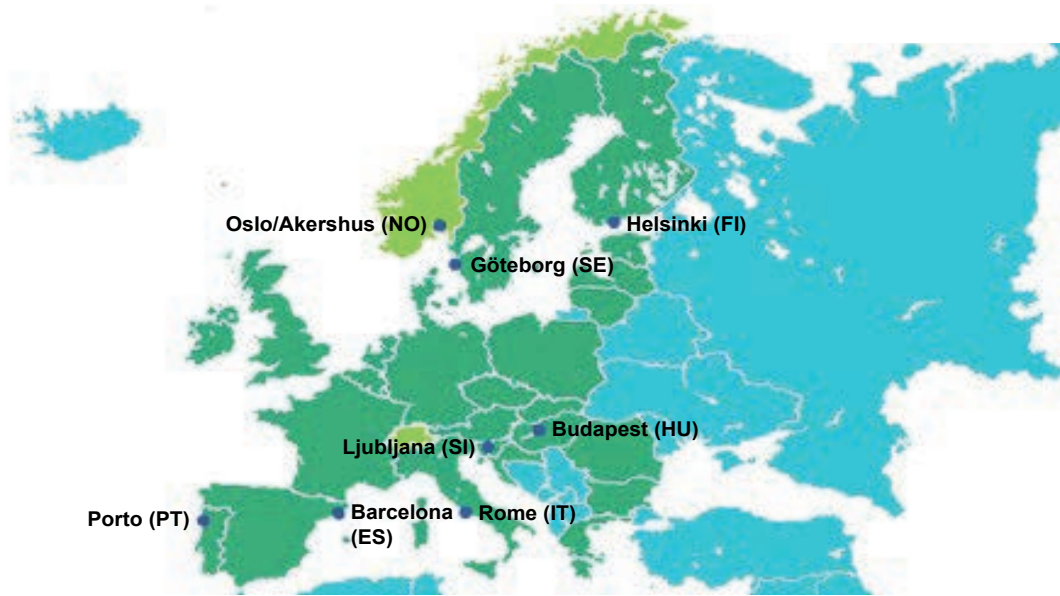 Oslo/Akershus (NO)
Helsinki (FI)
Göteborg (SE)
Budapest (HU)
Ljubljana (SI)
Porto (PT)
Barcelona
(ES)
Rome (IT)